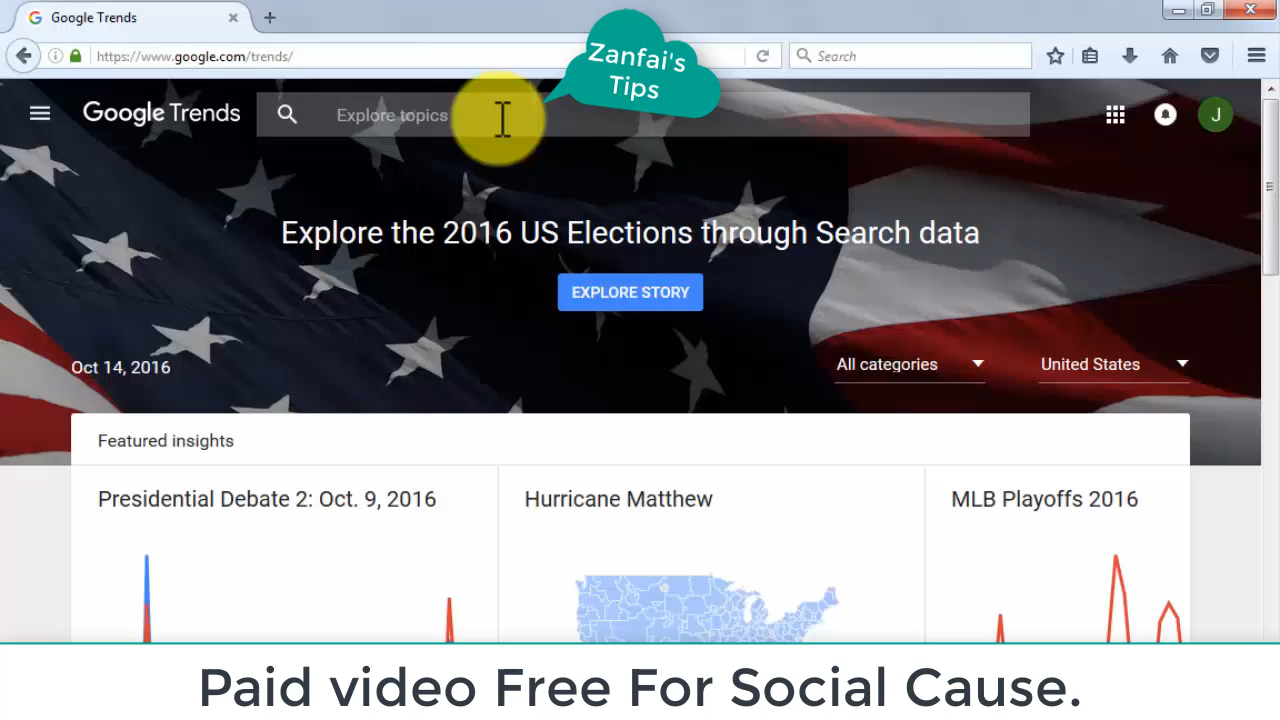 Google Trends
https://www.google.com/trends/
Search
Zanfai's
Tips
Google Trends
Explore topics
J
Explore the 2016 US Elections through Search data
EXPLORE STORY
Oct 14, 2016
All categories
United States
Featured insights
Presidential Debate 2: Oct. 9, 2016
Hurricane Matthew
MLB Playoffs 2016
Paid video Free For Social Cause.